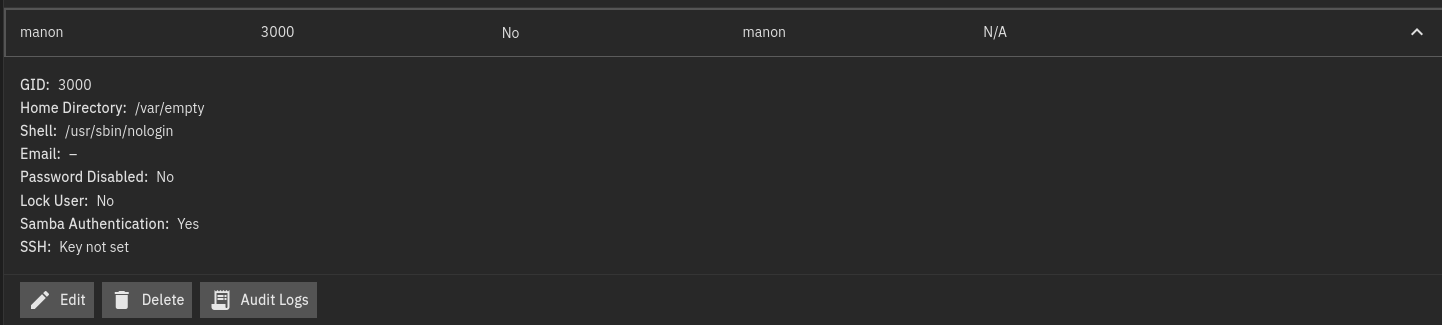 manon 3000 No manon N/A
GID: 3000
Home Directory: /var/empty
Shell: /usr/sbin/nologin
Email: –
Password Disabled: No
Lock User: No
Samba Authentication: Yes
SSH: Key not set
Edit Delete Audit Logs